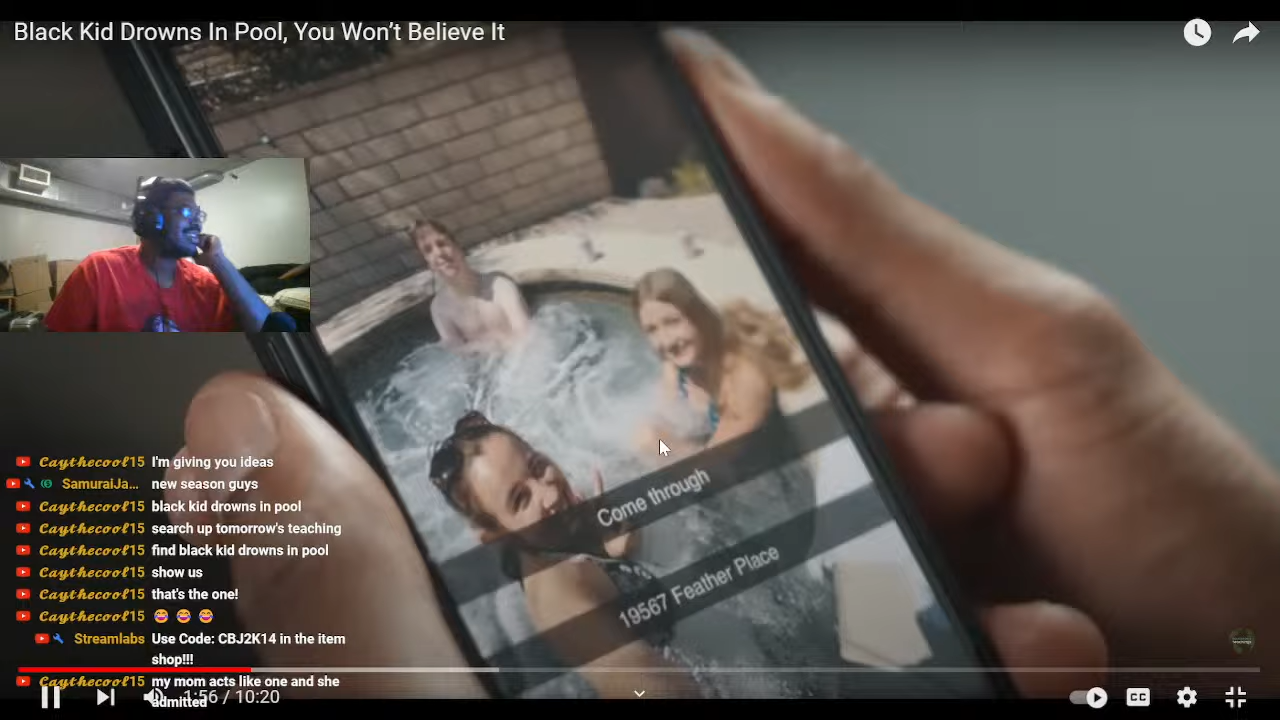 Black Kid Drowns In Pool, You Won’t Believe It
Come through
19567 Feather Place
Caythecool15 I'm giving you ideas
SamuraiJa... new season guys
Caythecool15 black kid drowns in pool
Caythecool15 search up tomorrow's teaching
Caythecool15 find black kid drowns in pool
Caythecool15 show us
Caythecool15 that's the one!
Caythecool15 😂 😂 😂
Streamlabs Use Code: CBJ2K14 in the item
shop!!!
Caythecool15 my mom acts like one and she
admitted
1:56 / 10:20
CC